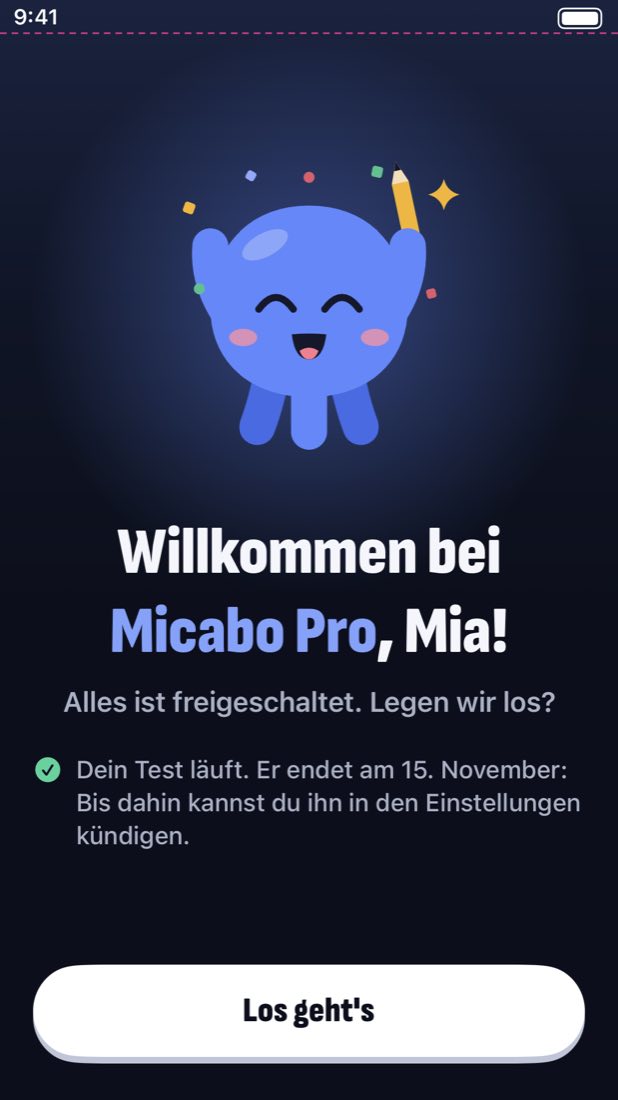 9:41
Willkommen bei
Micabo Pro, Mia!
Alles ist freigeschaltet. Legen wir los?
Dein Test läuft. Er endet am 15. November:
Bis dahin kannst du ihn in den Einstellungen
kündigen.
Los geht's